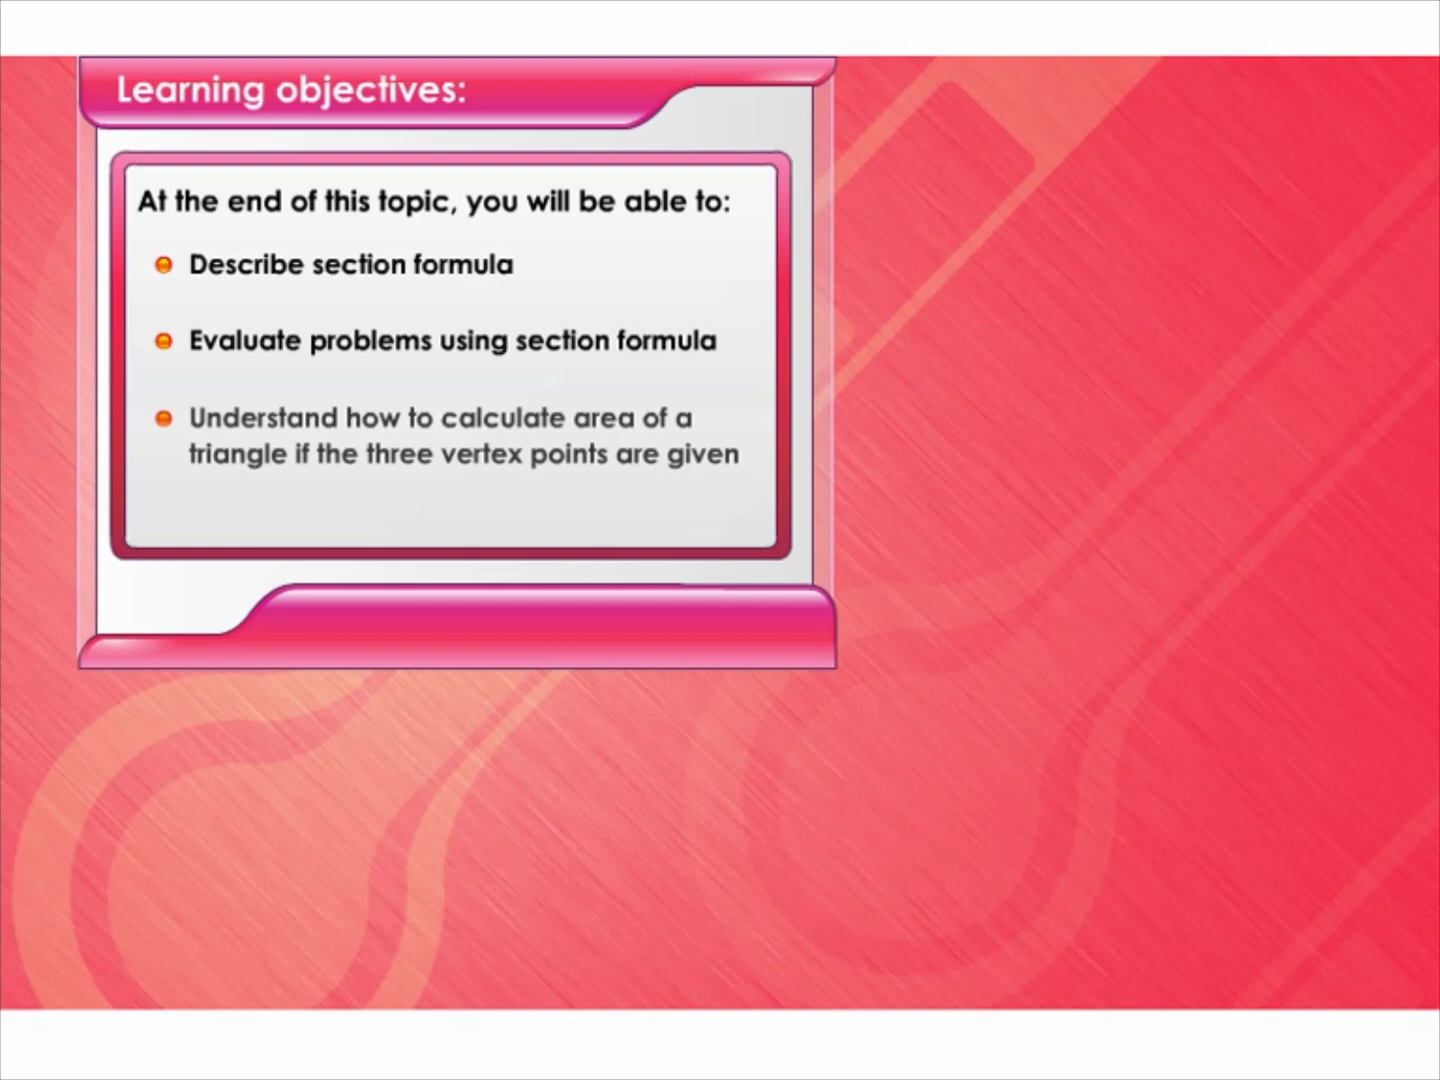 Learning objectives:
At the end of this topic, you will be able to:
Describe section formula
Evaluate problems using section formula
Understand how to calculate area of a
triangle if the three vertex points are given